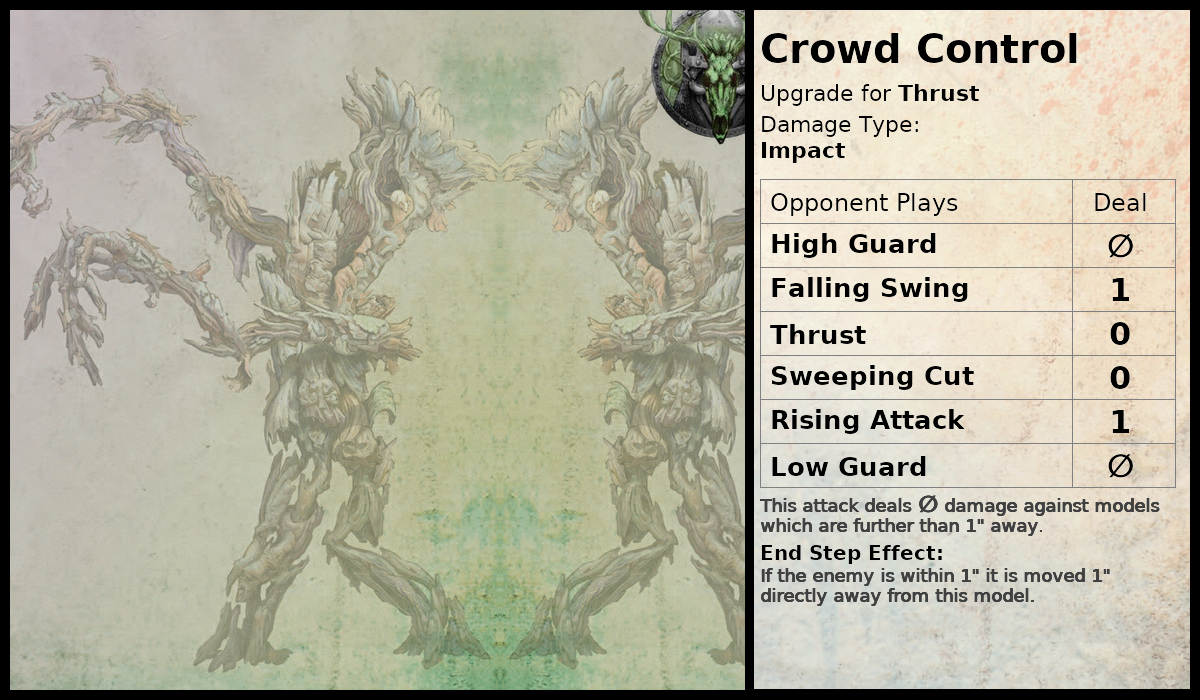 Crowd Control
Upgrade for Thrust
Damage Type:
Impact
Opponent Plays Deal
High Guard ∅
Falling Swing 1
Thrust 0
Sweeping Cut 0
Rising Attack 1
Low Guard ∅
This attack deals ∅ damage against models
which are further than 1" away.
End Step Effect:
If the enemy is within 1" it is moved 1"
directly away from this model.